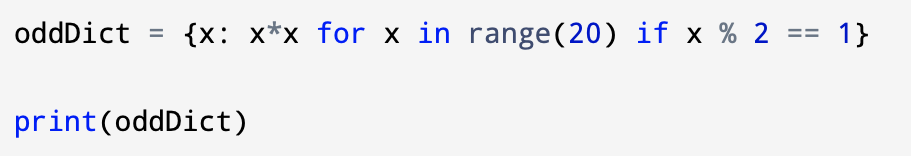 oddDict = {x: x*x for x in range(20) if x % 2 == 1}
print(oddDict)